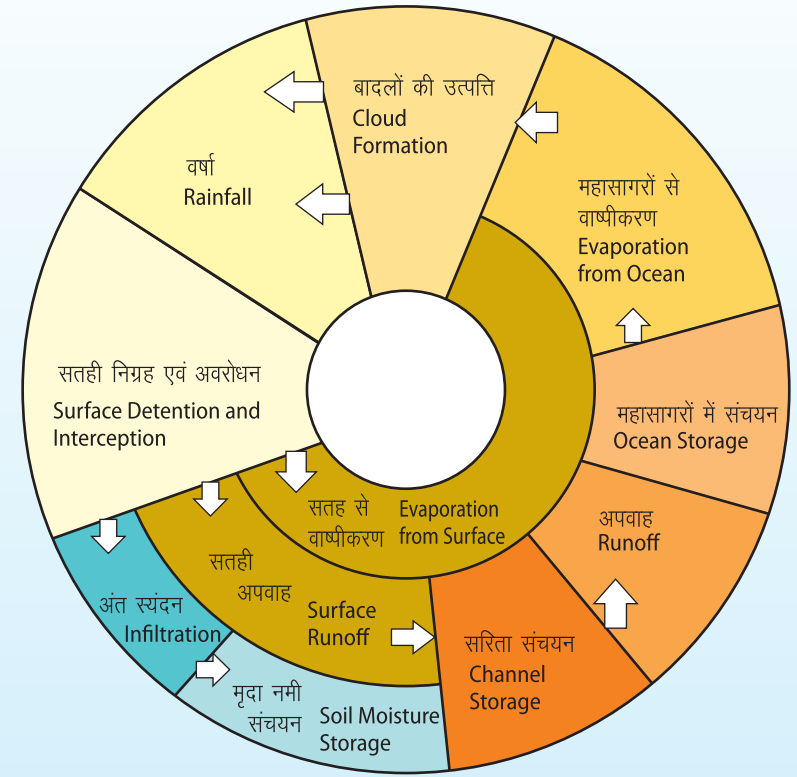 बादलों की उत्पत्ति
Cloud
Formation
वर्षा
Rainfall
महासागरों से
वाष्पीकरण
Evaporation
from Ocean
सतही निग्रह एवं अवरोधन
Surface Detention and
Interception
महासागरों में संचयन
Ocean Storage
सतह से
वाष्पीकरण
Evaporation
from Surface
अपवाह
Runoff
सतही
अपवाह
Surface
Runoff
अंत स्यंदन
Infiltration
सरिता संचयन
Channel
Storage
मृदा नमी
संचयन
Soil Moisture
Storage